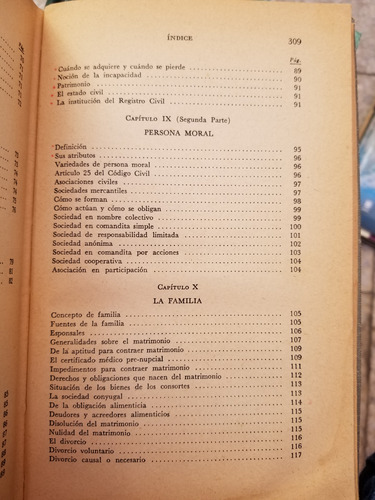 ÍNDICE 309
Pág.
Cuándo se adquiere y cuándo se pierde 89
Noción de la incapacidad 90
Patrimonio 91
El estado civil 91
La institución del Registro Civil 91
CAPÍTULO IX (Segunda Parte)
PERSONA MORAL
Definición 95
Sus atributos 96
Variedades de persona moral 96
Artículo 25 del Código Civil 96
Asociaciones civiles 97
Sociedades mercantiles 97
Cómo se forman 98
Cómo actúan y cómo se obligan 99
Sociedad en nombre colectivo 99
Sociedad en comandita simple 100
Sociedad de responsabilidad limitada 101
Sociedad anónima 102
Sociedad en comandita por acciones 103
Sociedad cooperativa 104
Asociación en participación 104
CAPÍTULO X
LA FAMILIA
Concepto de familia 105
Fuentes de la familia 105
Esponsales 106
Generalidades sobre el matrimonio 107
De la aptitud para contraer matrimonio 109
El certificado médico pre-nupcial 109
Impedimentos para contraer matrimonio 111
Derechos y obligaciones que nacen del matrimonio 112
Situación de los bienes de los consortes 113
La sociedad conyugal 113
De la obligación alimenticia 114
Deudores y acreedores alimenticios 114
Disolución del matrimonio 115
Nulidad del matrimonio 115
El divorcio 116
Divorcio voluntario 116
Divorcio causal o necesario 117